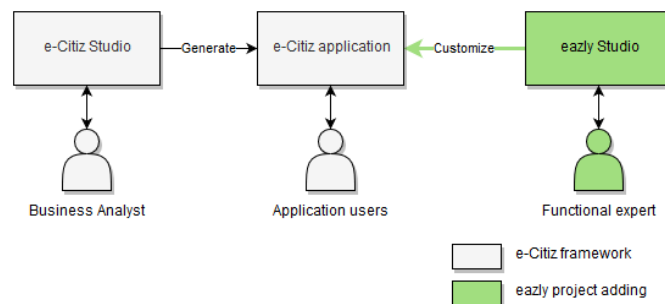 e-Citiz Studio
Generate
e-Citiz application
Customize
eazly Studio
Business Analyst
Application users
Functional expert
e-Citiz framework
eazly project adding